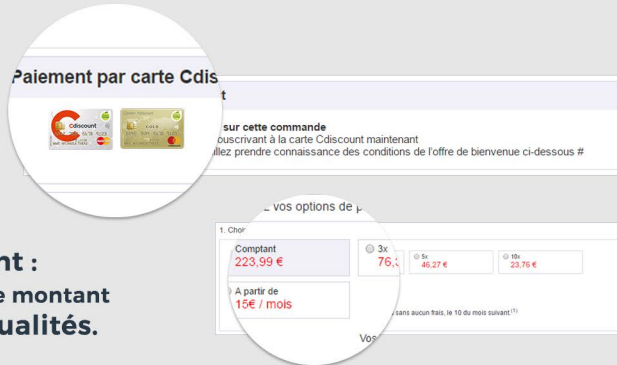 Paiement par carte Cdis
t
Cdiscount
GOLD
sur cette commande
ouscrivant à la carte Cdiscount maintenant
illez prendre connaissance des conditions de l'offre de bienvenue ci-dessous #
vos options de p
1. Choi
Comptant
223,99 €
3x
76,
5x
46,27 €
10x
23,76 €
A partir de
15€ / mois
sans aucun frais, le 10 du mois suivant (1)
Vos
nt :
e montant
ualités.